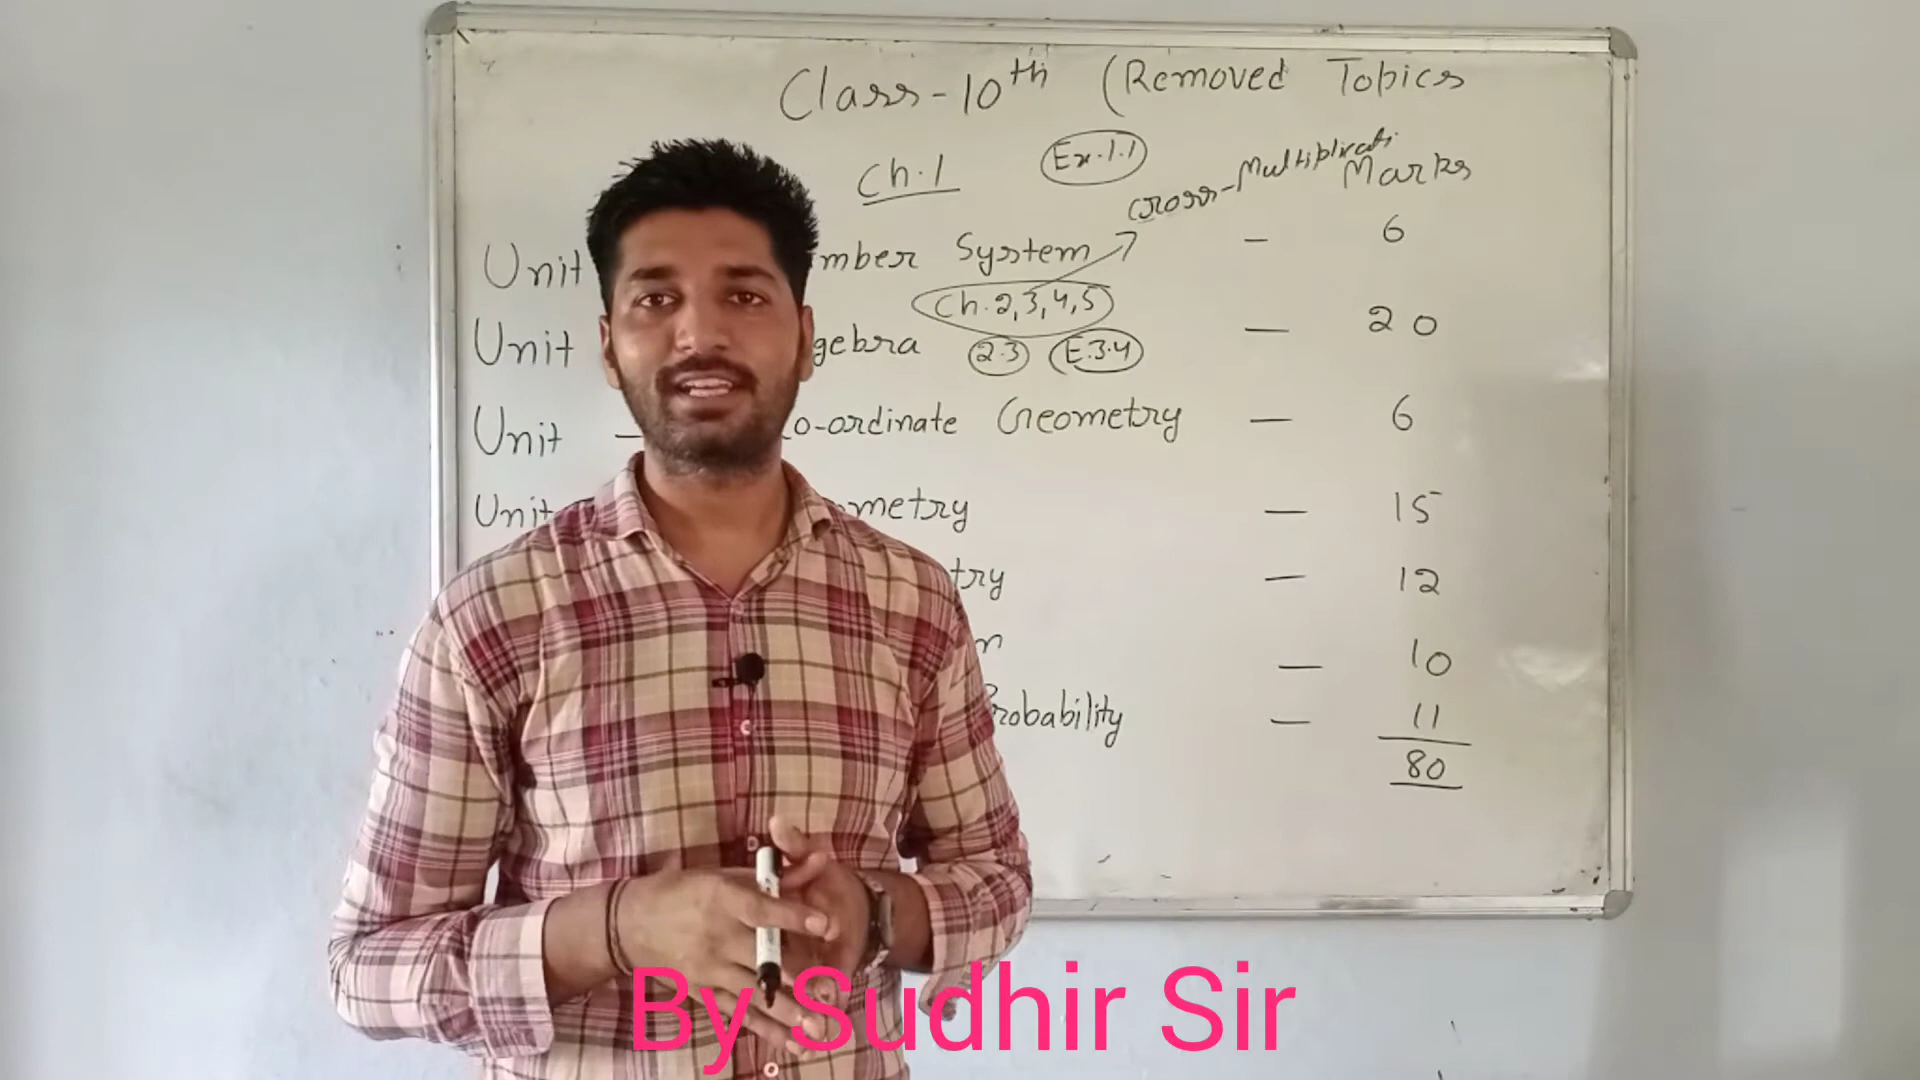 Class-10th (Removed Topics
Ch.1 Ex.1.1
Cross-Multiplicati Marks
Unit mber System - 6
Ch.2,3,4,5
Unit gebra 2.3 E.3.4 - 20
Unit - o-ordinate Geometry - 6
Unit metry - 15
try - 12
n - 10
Probability - 11
80
By Sudhir Sir